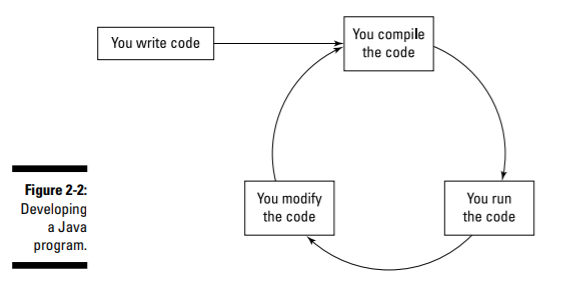 You write code
You compile
the code
You modify
the code
You run
the code
Figure 2-2:
Developing
a Java
program.